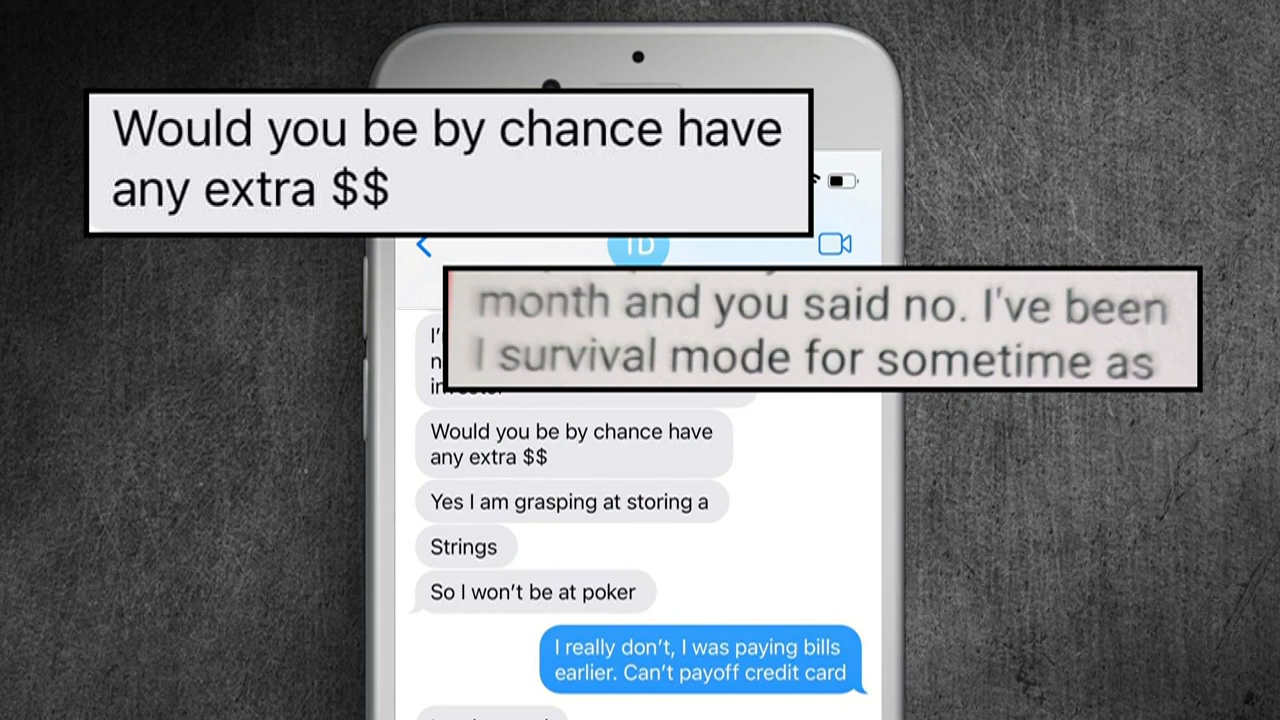 Would you be by chance have
any extra $$
TD
month and you said no. I've been
I survival mode for sometime as
I'
Would you be by chance have
any extra $$
Yes I am grasping at storing a
Strings
So I won't be at poker
I really don't, I was paying bills
earlier. Can't payoff credit card